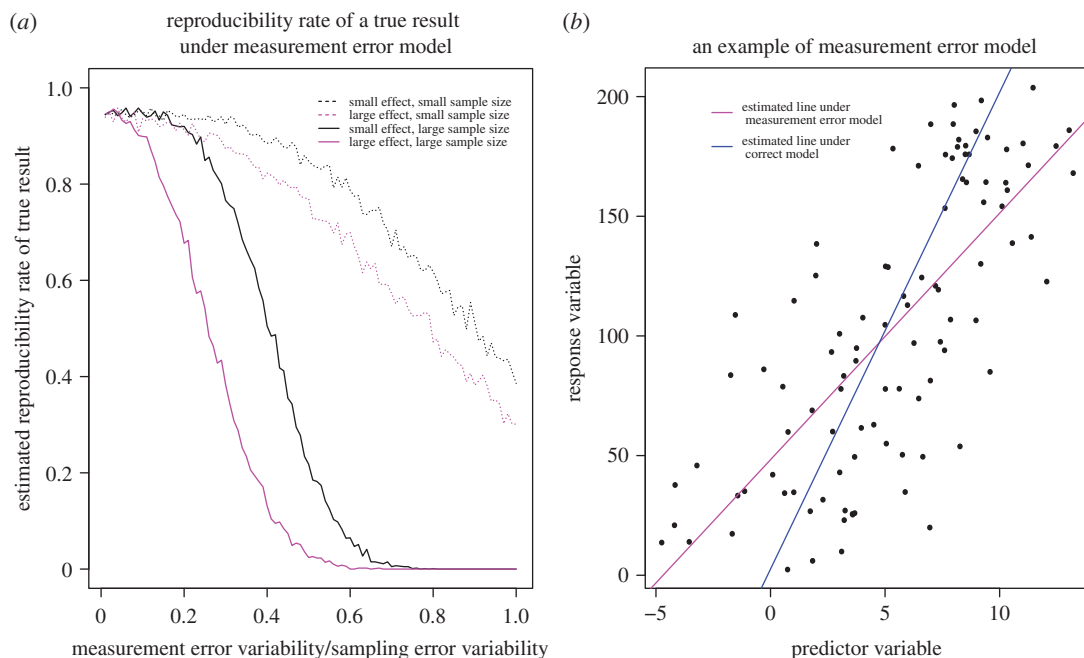 (a)
reproducibility rate of a true result
under measurement error model
estimated reproducibility rate of true result
1.0
0.8
0.6
0.4
0.2
0
small effect, small sample size
large effect, small sample size
small effect, large sample size
large effect, large sample size
0 0.2 0.4 0.6 0.8 1.0
measurement error variability/sampling error variability
(b)
an example of measurement error model
response variable
200
150
100
50
0
estimated line under
measurement error model
estimated line under
correct model
−5 0 5 10
predictor variable